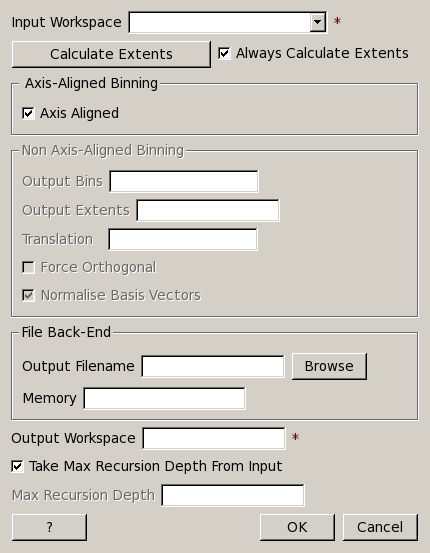 Input Workspace *
Calculate Extents Always Calculate Extents
Axis-Aligned Binning
Axis Aligned
Non Axis-Aligned Binning
Output Bins
Output Extents
Translation
Force Orthogonal
Normalise Basis Vectors
File Back-End
Output Filename Browse
Memory
Output Workspace *
Take Max Recursion Depth From Input
Max Recursion Depth
? OK Cancel